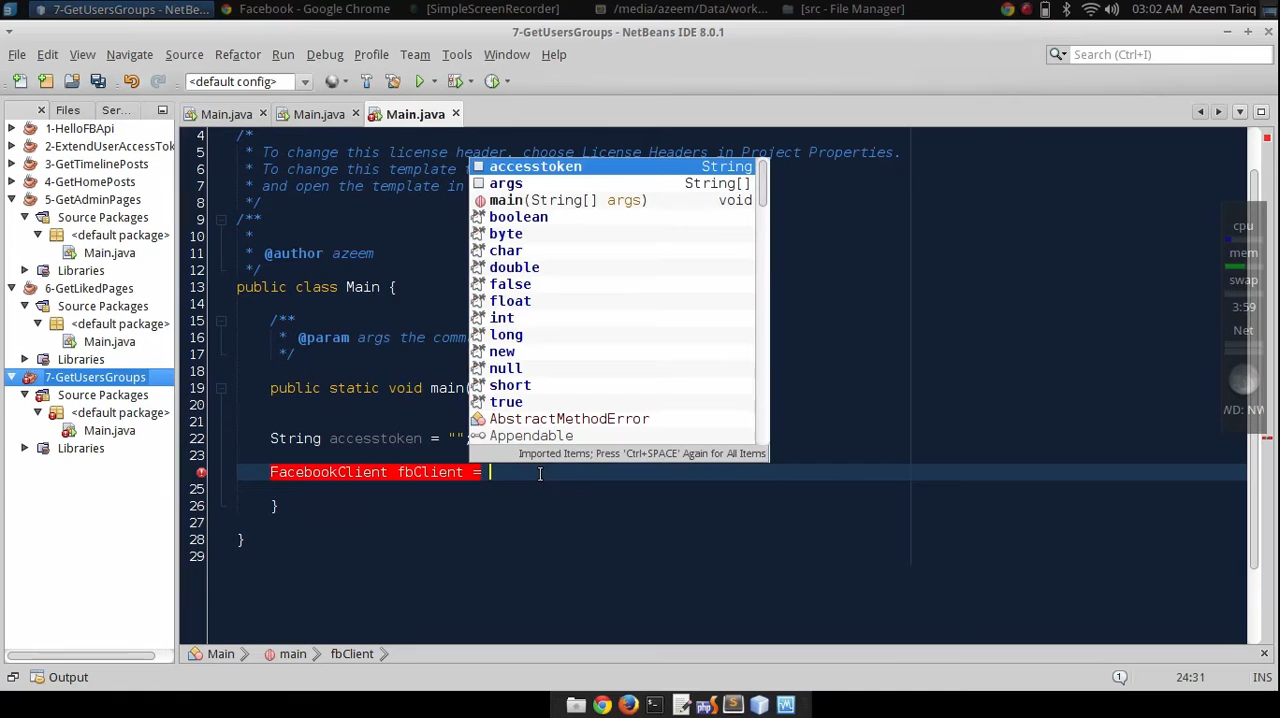 7-GetUsersGroups - NetBe...
Facebook - Google Chrome
[SimpleScreenRecorder]
/media/azeem/Data/work...
[src - File Manager]
03:02 AM Azeem Tariq
7-GetUsersGroups - NetBeans IDE 8.0.1
File Edit View Navigate Source Refactor Run Debug Profile Team Tools Window Help
Search (Ctrl+I)
<default config>
Files Ser...
Main.java Main.java Main.java
1-HelloFBApi
2-ExtendUserAccessTok
3-GetTimelinePosts
4-GetHomePosts
5-GetAdminPages
Source Packages
<default package>
Main.java
Libraries
6-GetLikedPages
Source Packages
<default package>
Main.java
Libraries
7-GetUsersGroups
Source Packages
<default package>
Main.java
Libraries
4 /*
5 * To change this license header, choose License Headers in Project Properties.
6 * To change this template
7 * and open the template in
8 */
9 /**
10 *
11 * @author azeem
12 */
13 public class Main {
14
15 /**
16 * @param args the comm
17 */
18
19 public static void main(
20
21
22 String accesstoken = "";
23
FacebookClient fbClient =
25
26 }
27
28 }
29
accesstoken String
args String[]
main(String[] args) void
boolean
byte
char
double
false
float
int
long
new
null
short
true
AbstractMethodError
Appendable
Imported Items; Press 'Ctrl+SPACE' Again for All Items
cpu
mem
swap
3:59
Net
WD: NW
Main main fbClient
Output
1
24:31 INS